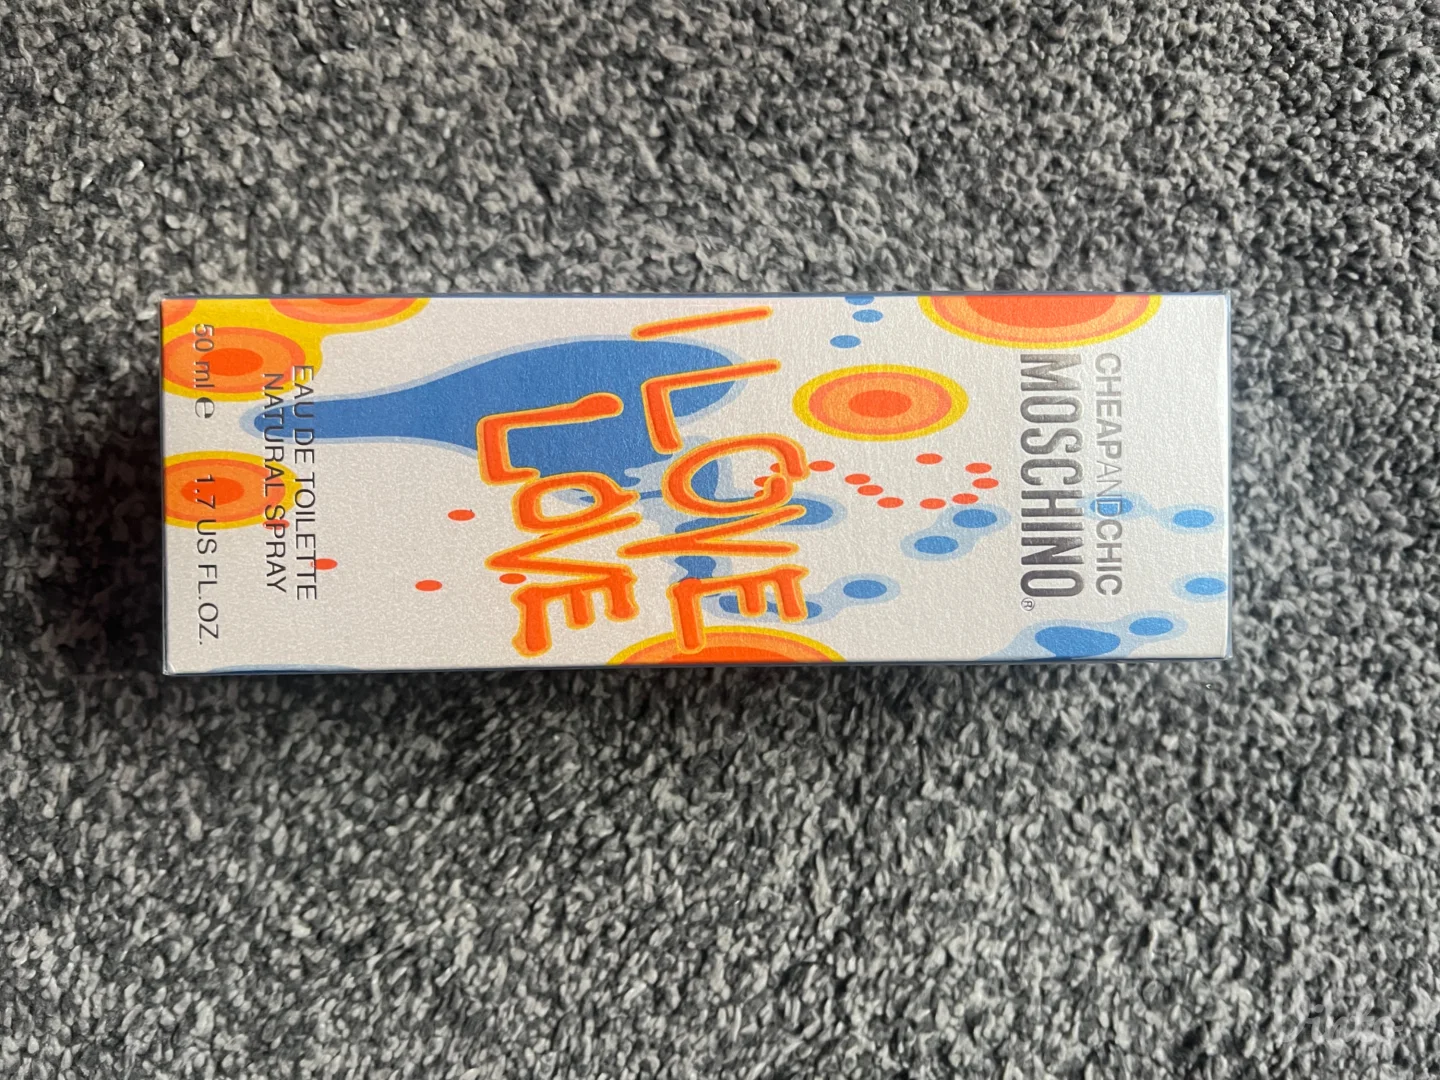 CHEAPANDCHIC
MOSCHINO®
I LOVE
LOVE
EAU DE TOILETTE
NATURAL SPRAY
50 ml e 1.7 US FL.OZ.